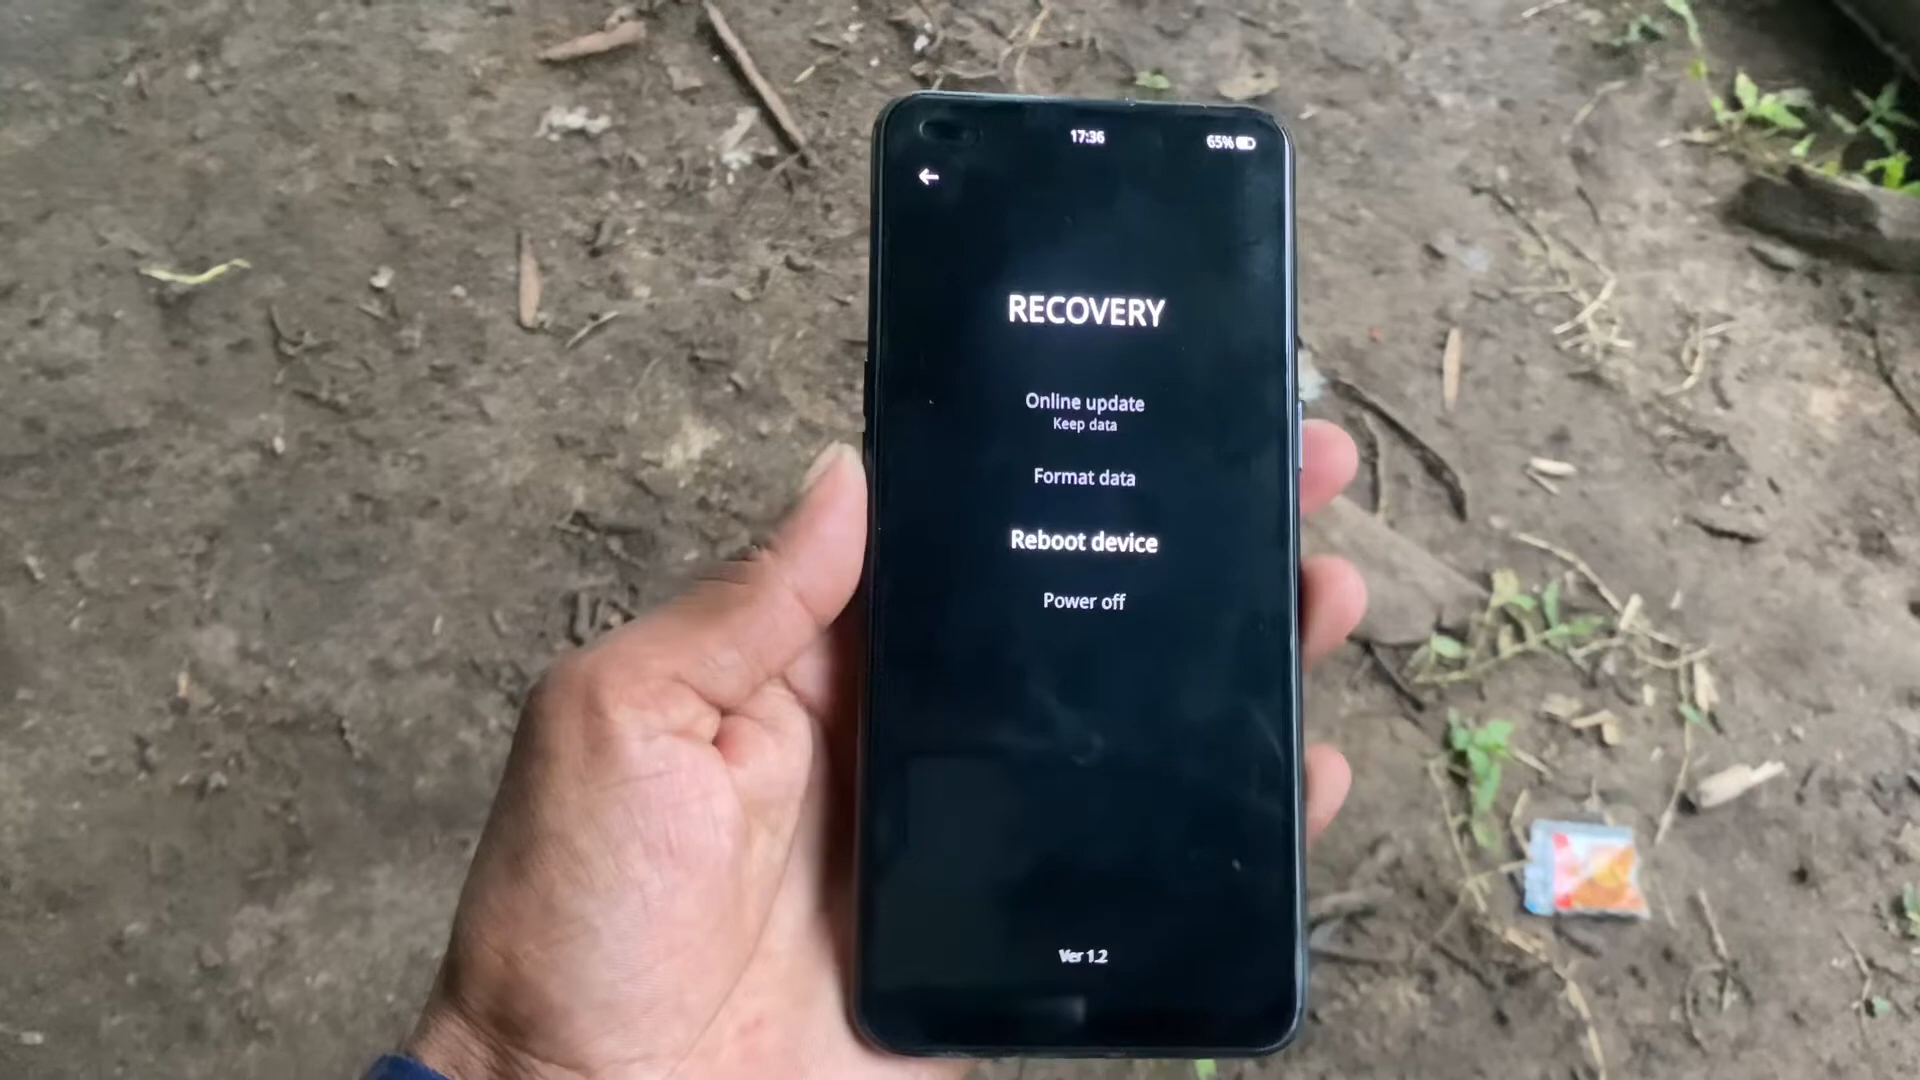 17:36
65%
RECOVERY
Online update
Keep data
Format data
Reboot device
Power off
Ver 1.2